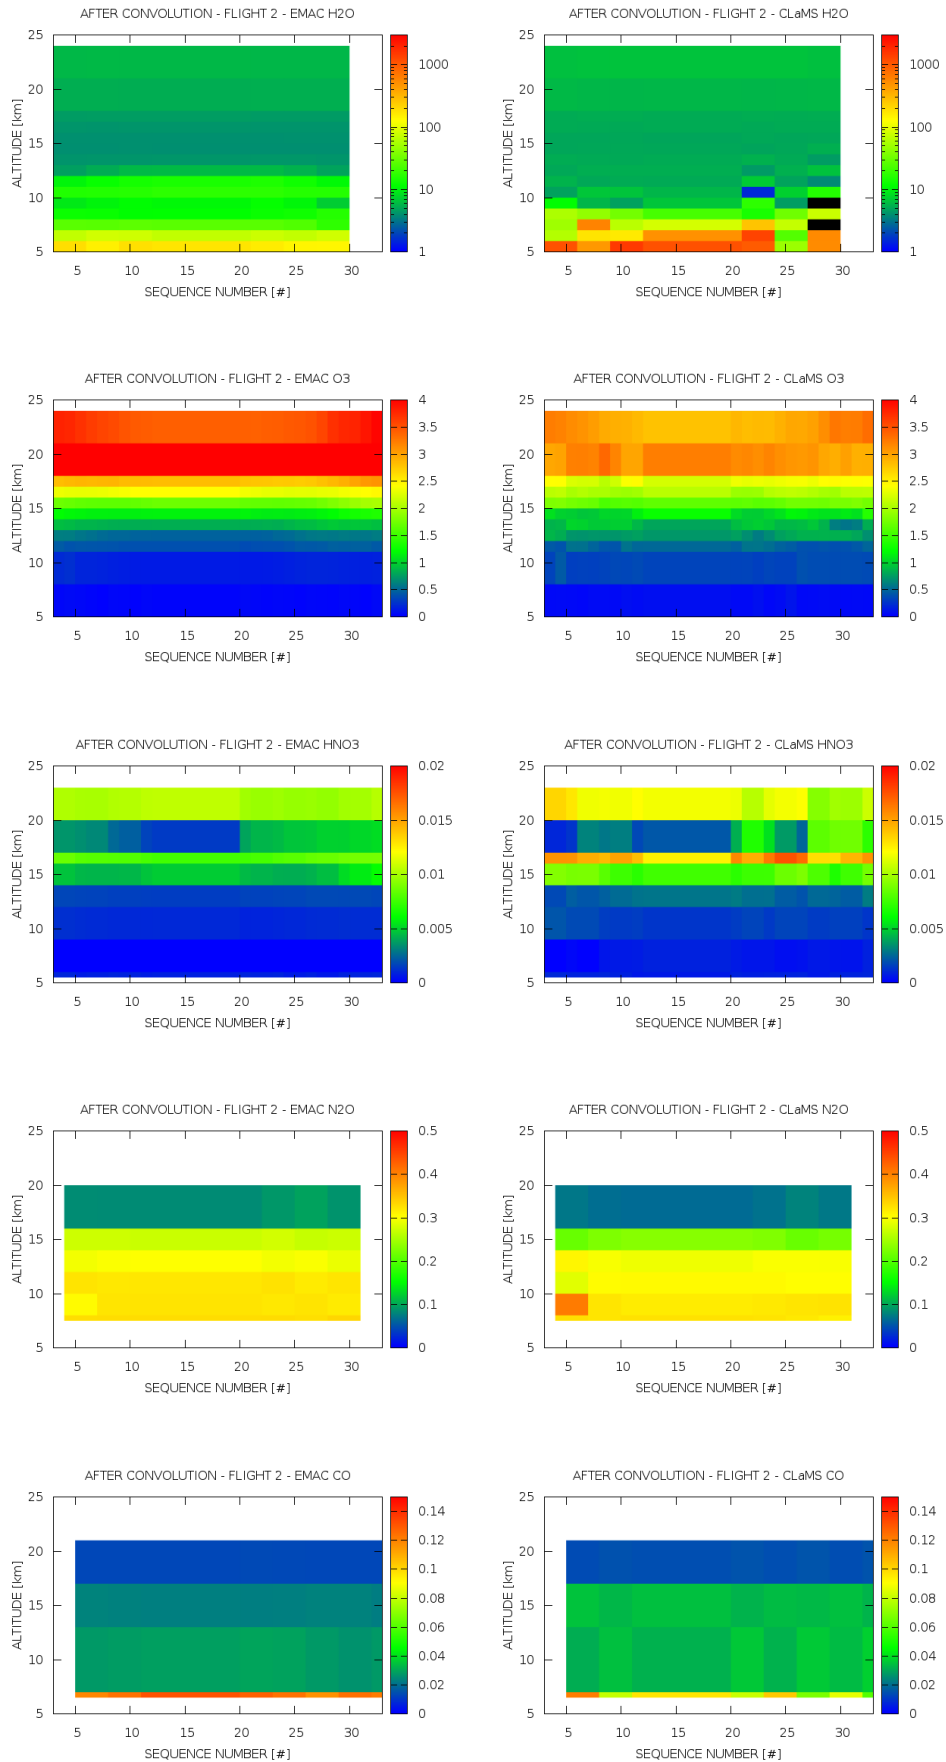 AFTER CONVOLUTION - FLIGHT 2 - EMAC H2O
25
20
15
10
5
ALTITUDE [km]
5 10 15 20 25 30
SEQUENCE NUMBER [#]
1000
100
10
1
AFTER CONVOLUTION - FLIGHT 2 - CLaMS H2O
25
20
15
10
5
ALTITUDE [km]
5 10 15 20 25 30
SEQUENCE NUMBER [#]
1000
100
10
1
AFTER CONVOLUTION - FLIGHT 2 - EMAC O3
25
20
15
10
5
ALTITUDE [km]
5 10 15 20 25 30
SEQUENCE NUMBER [#]
4
3.5
3
2.5
2
1.5
1
0.5
0
AFTER CONVOLUTION - FLIGHT 2 - CLaMS O3
25
20
15
10
5
ALTITUDE [km]
5 10 15 20 25 30
SEQUENCE NUMBER [#]
4
3.5
3
2.5
2
1.5
1
0.5
0
AFTER CONVOLUTION - FLIGHT 2 - EMAC HNO3
25
20
15
10
5
ALTITUDE [km]
5 10 15 20 25 30
SEQUENCE NUMBER [#]
0.02
0.015
0.01
0.005
0
AFTER CONVOLUTION - FLIGHT 2 - CLaMS HNO3
25
20
15
10
5
ALTITUDE [km]
5 10 15 20 25 30
SEQUENCE NUMBER [#]
0.02
0.015
0.01
0.005
0
AFTER CONVOLUTION - FLIGHT 2 - EMAC N2O
25
20
15
10
5
ALTITUDE [km]
5 10 15 20 25 30
SEQUENCE NUMBER [#]
0.5
0.4
0.3
0.2
0.1
0
AFTER CONVOLUTION - FLIGHT 2 - CLaMS N2O
25
20
15
10
5
ALTITUDE [km]
5 10 15 20 25 30
SEQUENCE NUMBER [#]
0.5
0.4
0.3
0.2
0.1
0
AFTER CONVOLUTION - FLIGHT 2 - EMAC CO
25
20
15
10
5
ALTITUDE [km]
5 10 15 20 25 30
SEQUENCE NUMBER [#]
0.14
0.12
0.1
0.08
0.06
0.04
0.02
0
AFTER CONVOLUTION - FLIGHT 2 - CLaMS CO
25
20
15
10
5
ALTITUDE [km]
5 10 15 20 25 30
SEQUENCE NUMBER [#]
0.14
0.12
0.1
0.08
0.06
0.04
0.02
0